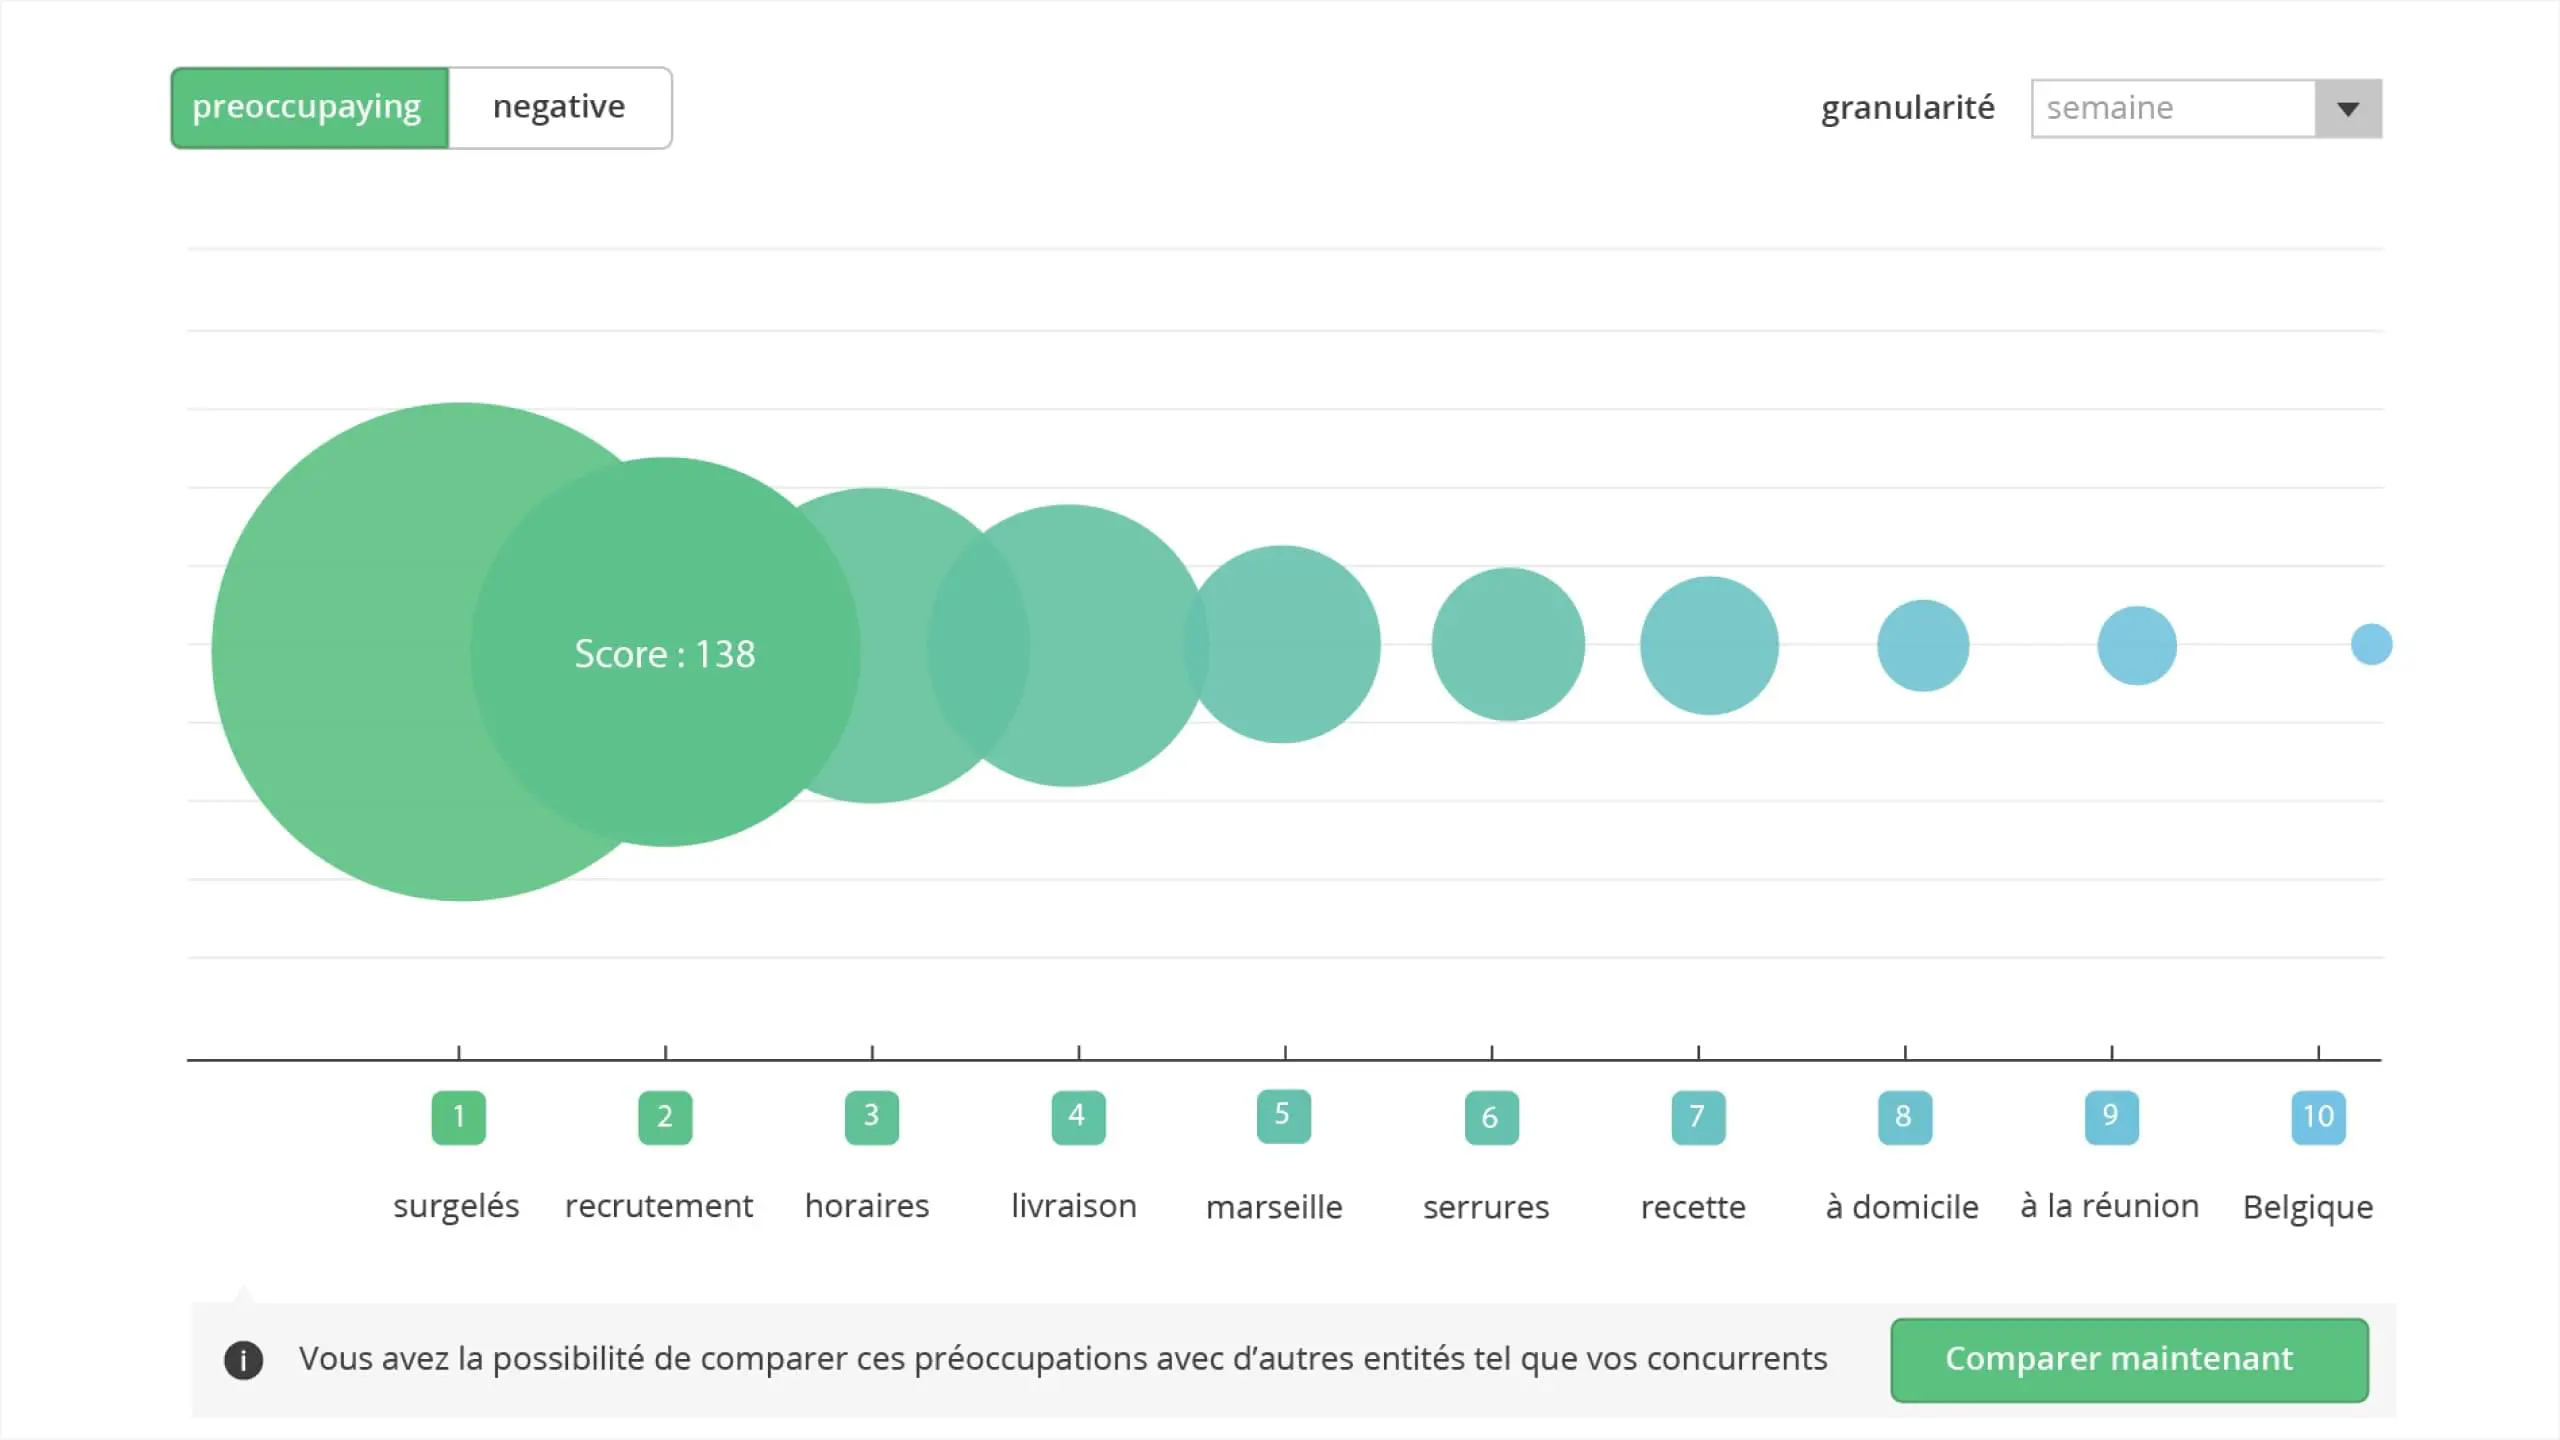 preoccupaying
negative
granularité
semaine
Score : 138
1
2
3
4
5
6
7
8
9
10
surgelés
recrutement
horaires
livraison
marseille
serrures
recette
à domicile
à la réunion
Belgique
i
Vous avez la possibilité de comparer ces préoccupations avec d’autres entités tel que vos concurrents
Comparer maintenant